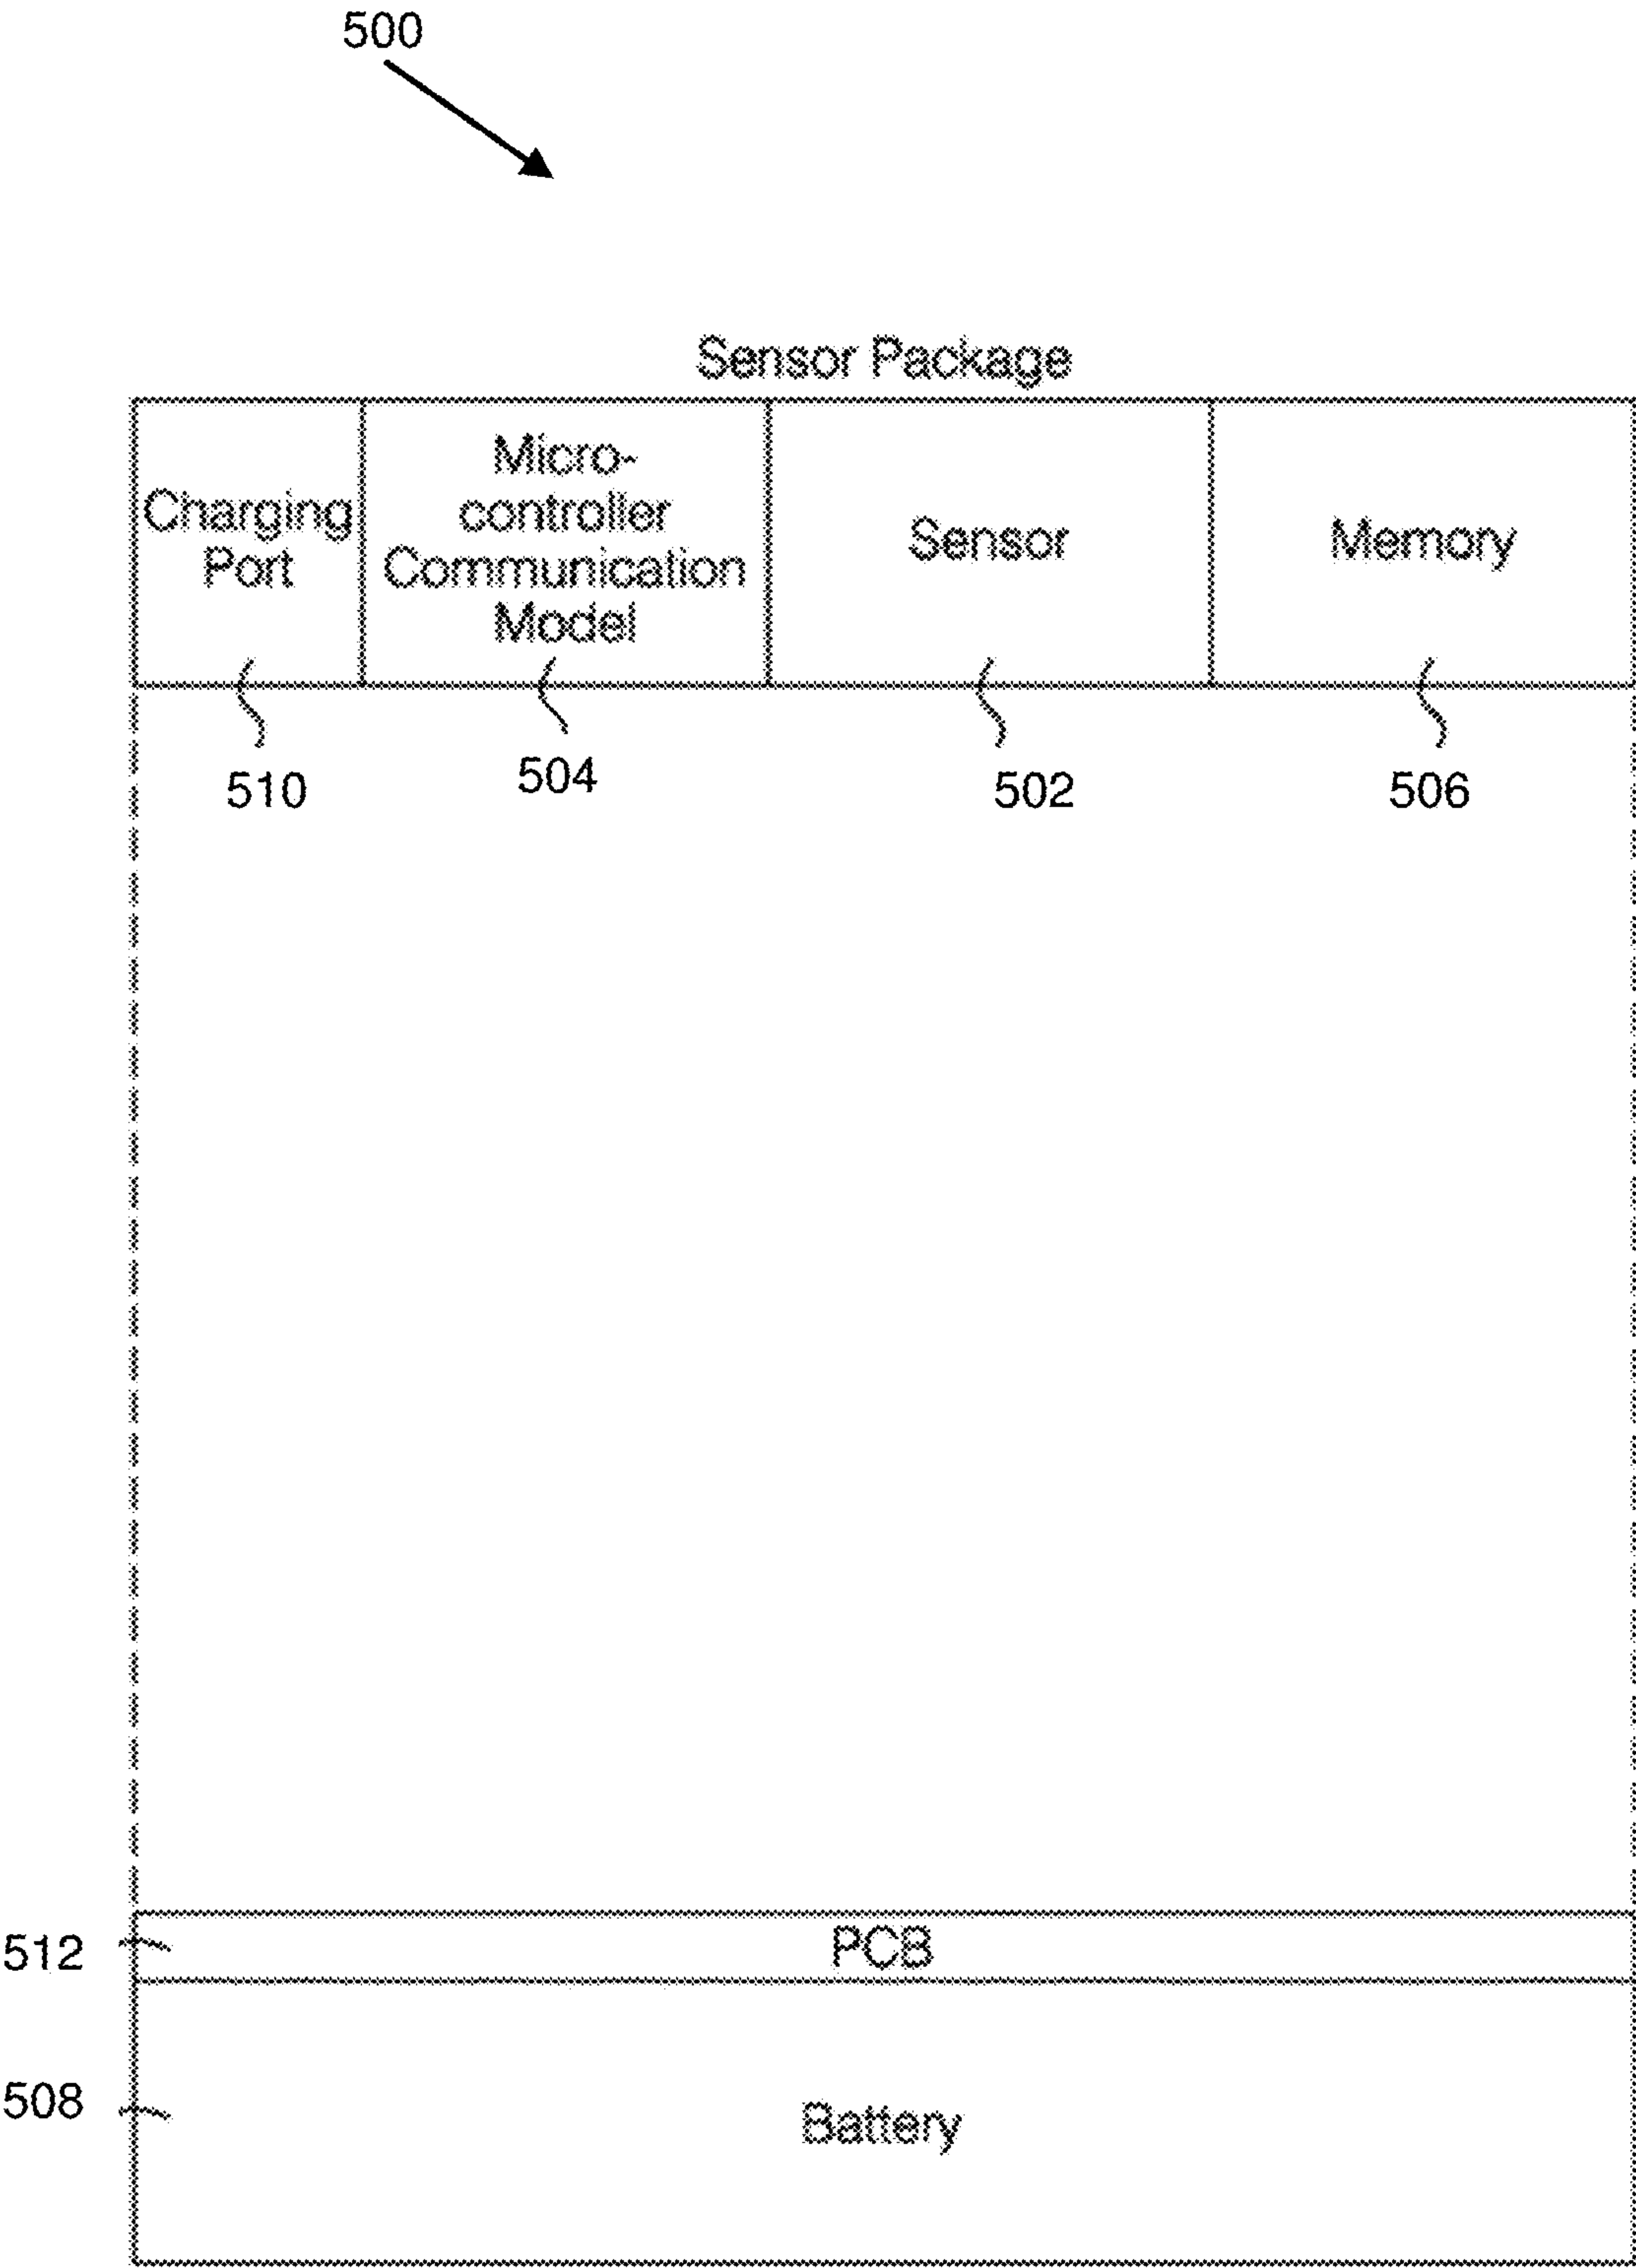 500
Sensor Package
Charging
Port
Micro-
controller
Communication
Model
Sensor
Memory
510
504
502
506
512
PCB
508
Battery